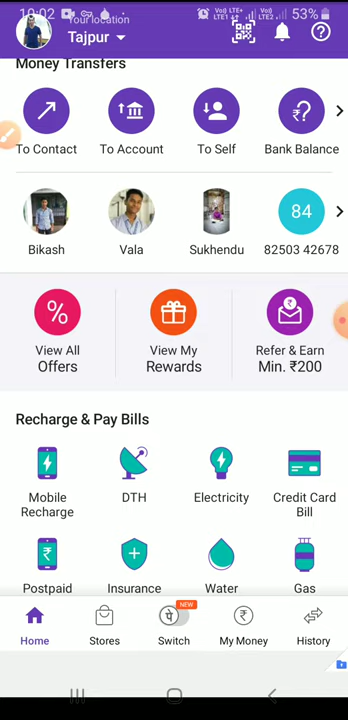 10:02
Vo)) LTE+
LTE1
Vo))
LTE2
53%
Your location
Tajpur
Money Transfers
To Contact
To Account
To Self
Bank Balance
84
Bikash
Vala
Sukhendu
82503 42678
View All
Offers
View My
Rewards
Refer & Earn
Min. ₹200
Recharge & Pay Bills
Mobile
Recharge
DTH
Electricity
Credit Card
Bill
Postpaid
Insurance
Water
Gas
NEW
Home
Stores
Switch
My Money
History